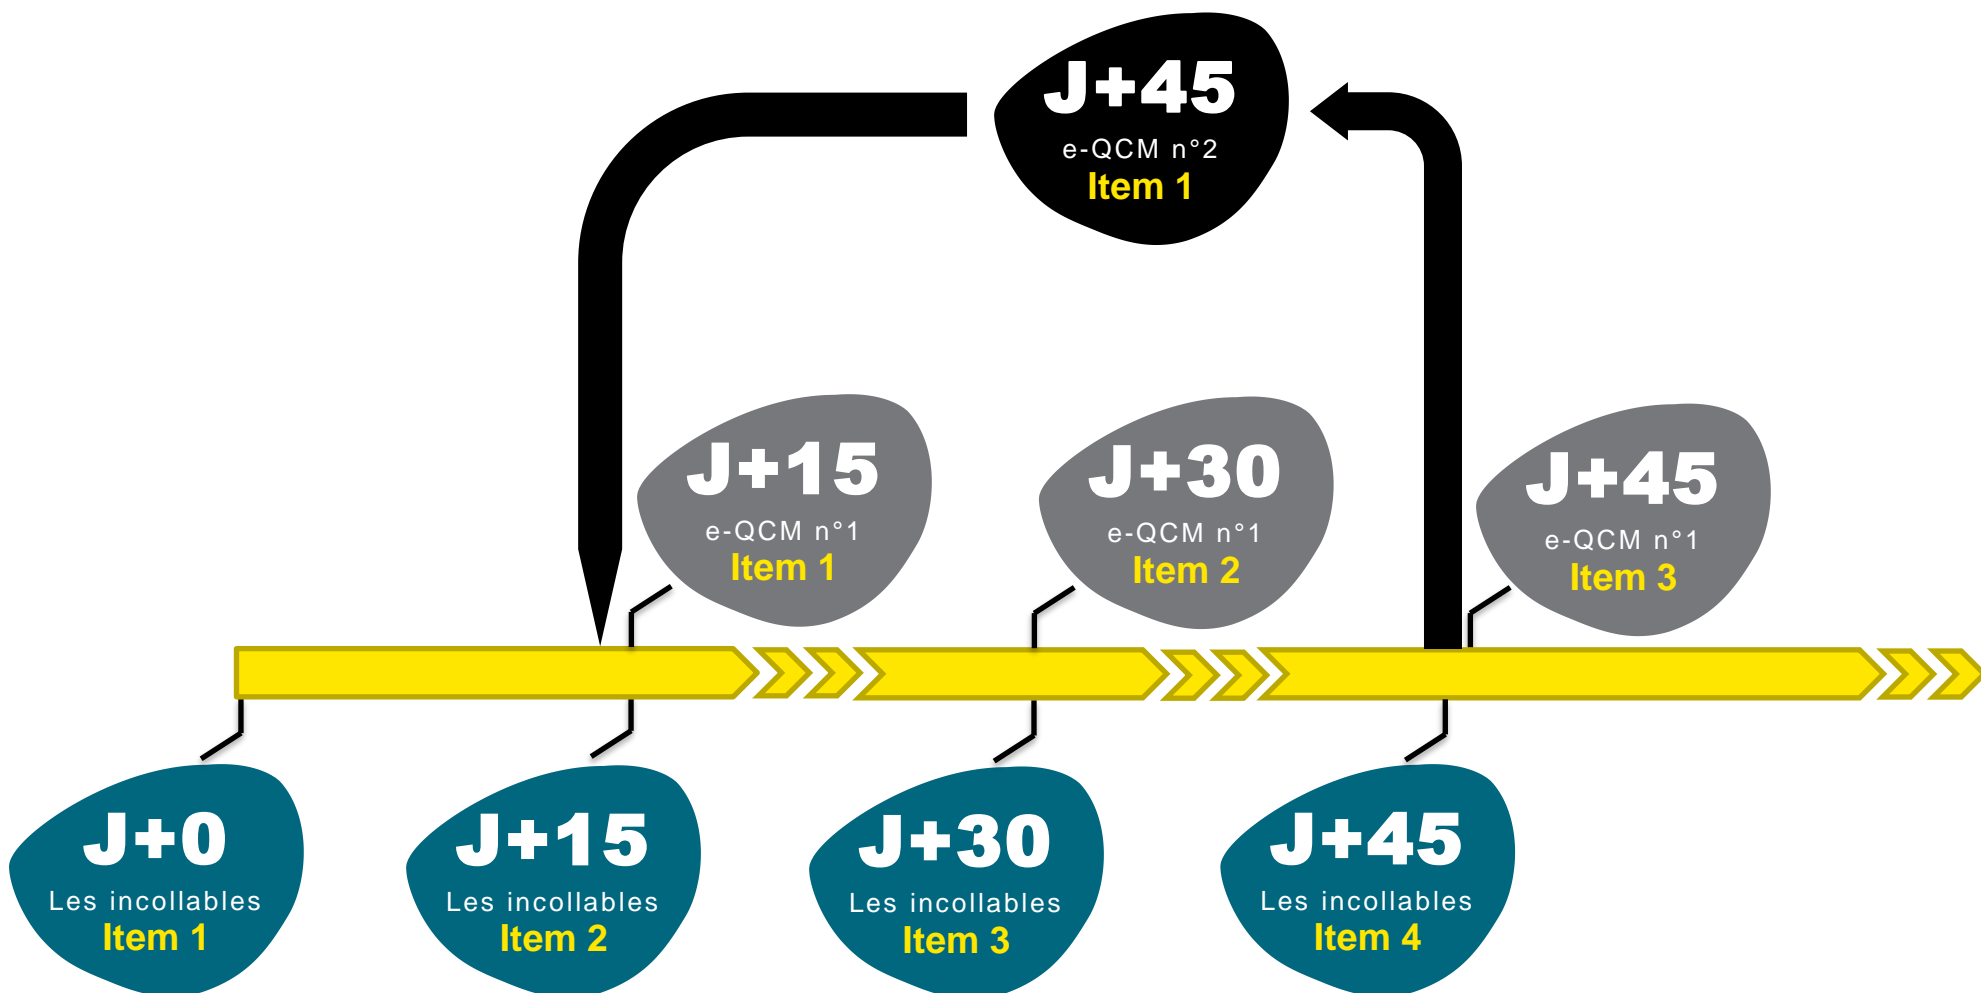 J+45
e-QCM n°2
Item 1
J+15
e-QCM n°1
Item 1
J+30
e-QCM n°1
Item 2
J+45
e-QCM n°1
Item 3
J+0
Les incollables
Item 1
J+15
Les incollables
Item 2
J+30
Les incollables
Item 3
J+45
Les incollables
Item 4